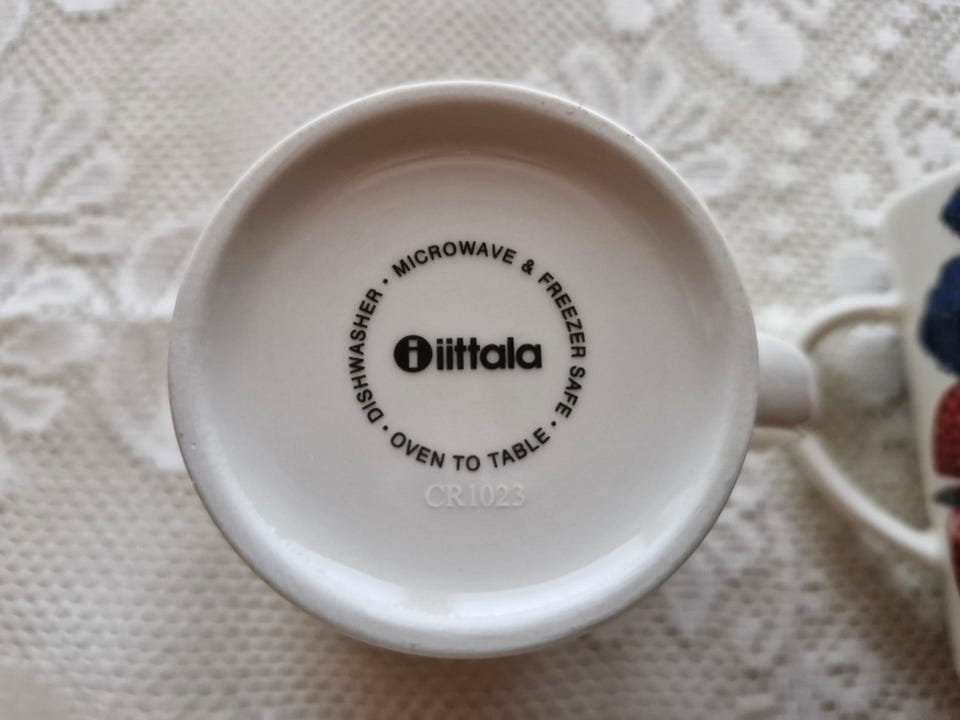 DISHWASHER · MICROWAVE & FREEZER SAFE · OVEN TO TABLE ·
i iittala
CR1023